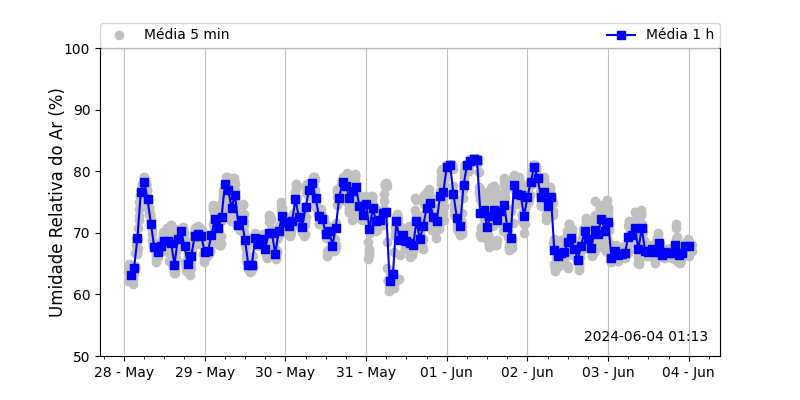 Média 5 min
Média 1 h
Umidade Relativa do Ar (%)
100
90
80
70
60
50
2024-06-04 01:13
28 - May
29 - May
30 - May
31 - May
01 - Jun
02 - Jun
03 - Jun
04 - Jun